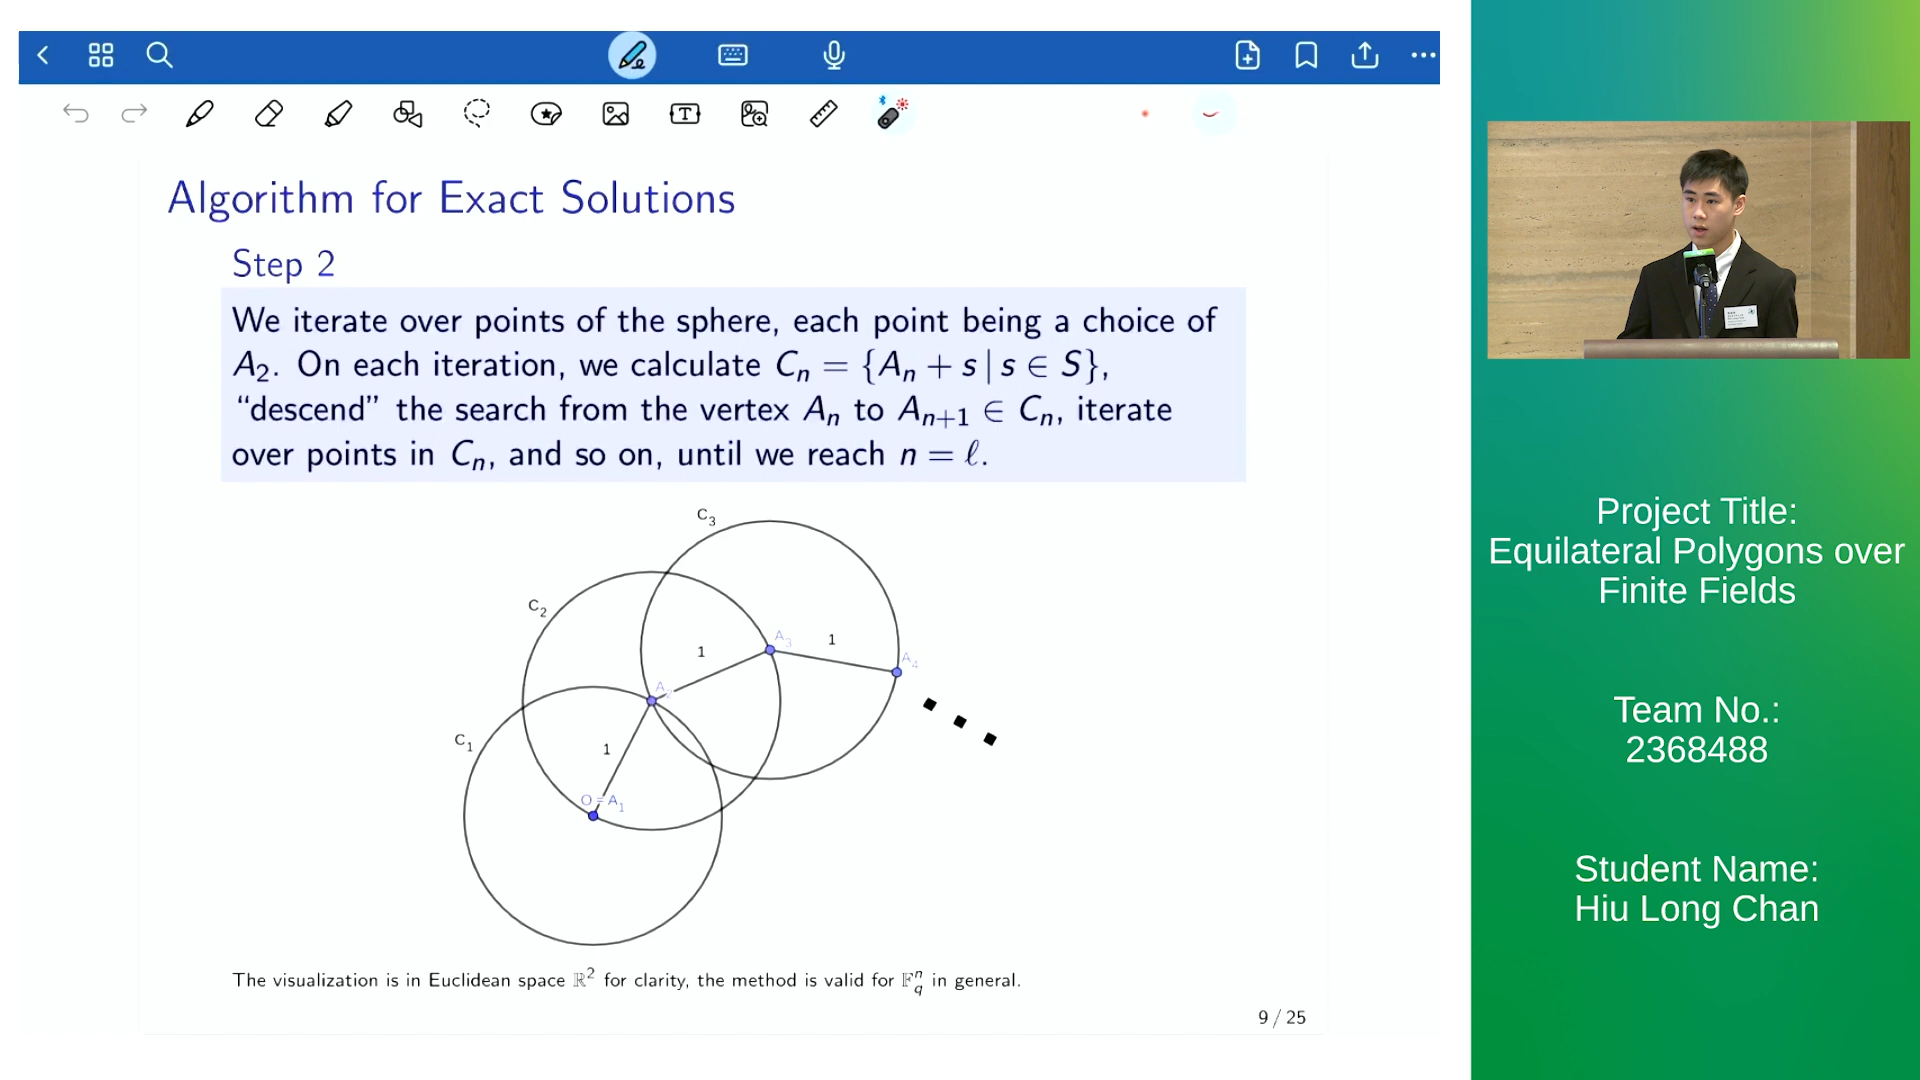 Algorithm for Exact Solutions
Step 2
We iterate over points of the sphere, each point being a choice of
A₂. On each iteration, we calculate Cₙ = {Aₙ + s | s ∈ S},
“descend” the search from the vertex Aₙ to Aₙ₊₁ ∈ Cₙ, iterate
over points in Cₙ, and so on, until we reach n = ℓ.
C₃
C₂
A₃
1
1
A₄
A
C₁
1
O = A₁
The visualization is in Euclidean space ℝ² for clarity, the method is valid for 𝔽qⁿ in general.
9 / 25
Project Title:
Equilateral Polygons over
Finite Fields
Team No.:
2368488
Student Name:
Hiu Long Chan